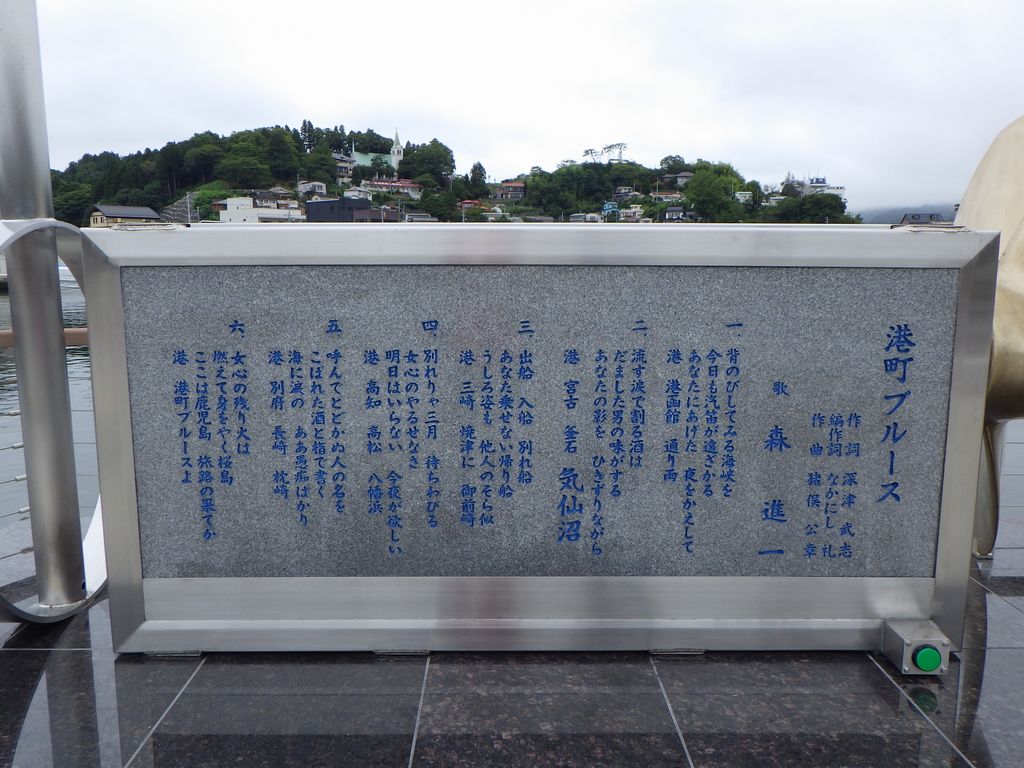 港町ブルース
作詞 深津武志
編作詞 なかにし礼
作曲 猪俣公章
歌 森進一
一、背のびしてみる海峡を
今日も汽笛が遠ざかる
あなたにあげた 夜をかえして
港 港函館 通り雨
二、流す涙で割る酒は
だました男の味がする
あなたの影を ひきずりながら
港 宮古 釜石 気仙沼
三、出船 入船 別れ船
あなた乗せない帰り船
うしろ姿も 他人のそら似
港 三崎 焼津に 御前崎
四、別れりゃ三月 待ちわびる
女心のやるせなさ
明日はいらない 今夜が欲しい
港 高知 高松 八幡浜
五、呼んでとどかぬ人の名を
こぼれた酒と指で書く
海に涙の ああ愚痴ばかり
港 別府 長崎 枕崎
六、女心の残り火は
燃えて身をやく桜島
ここは鹿児島 旅路の果てか
港 港町ブルースよ